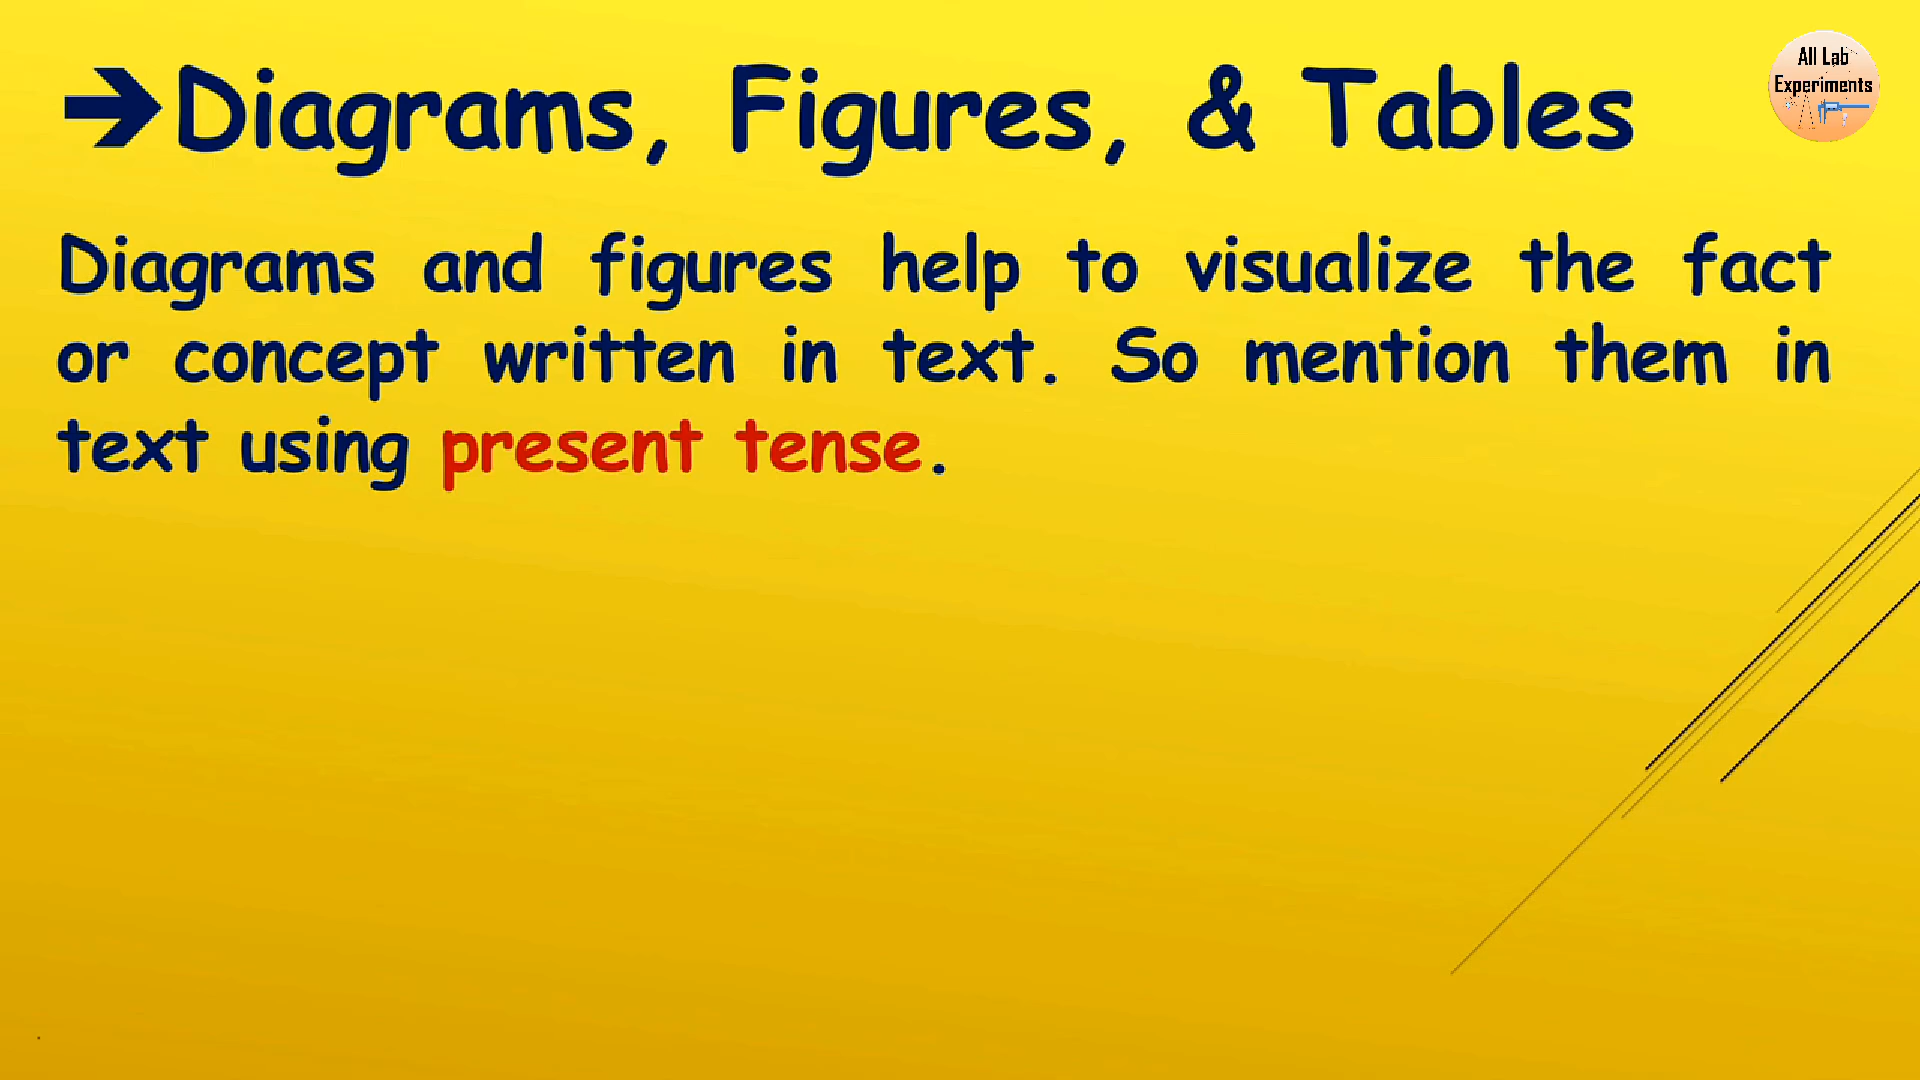 ➔Diagrams, Figures, & Tables
All Lab
Experiments
Diagrams and figures help to visualize the fact
or concept written in text. So mention them in
text using present tense.